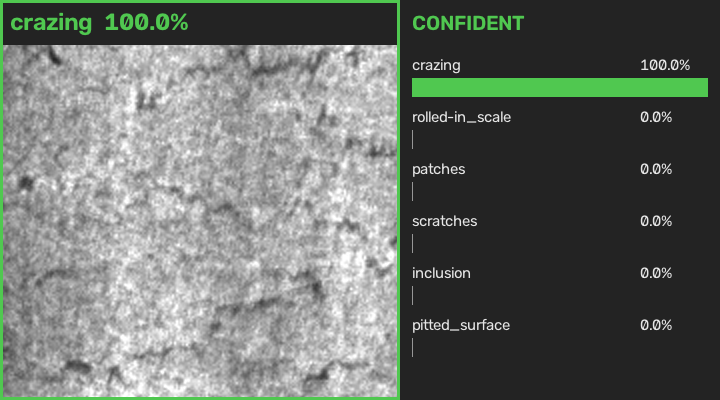 crazing 100.0%
CONFIDENT
crazing 100.0%
rolled-in_scale 0.0%
patches 0.0%
scratches 0.0%
inclusion 0.0%
pitted_surface 0.0%